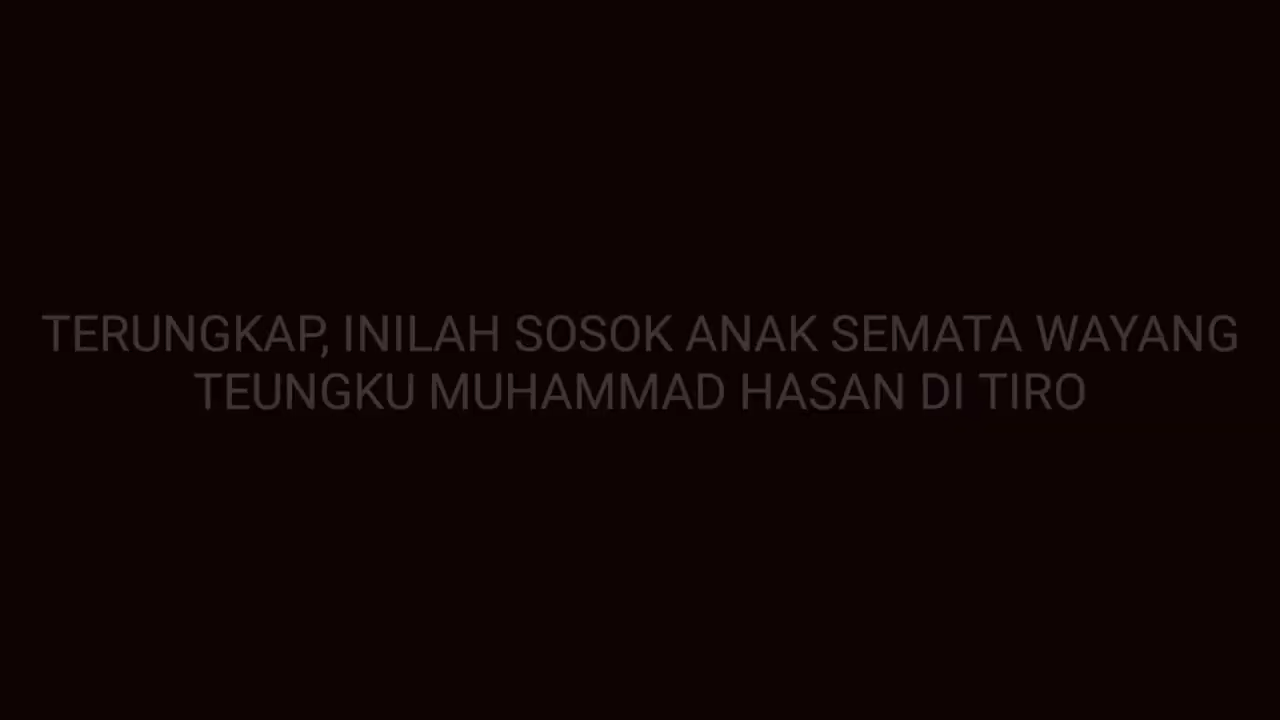 TERUNGKAP, INILAH SOSOK ANAK SEMATA WAYANG
TEUNGKU MUHAMMAD HASAN DI TIRO